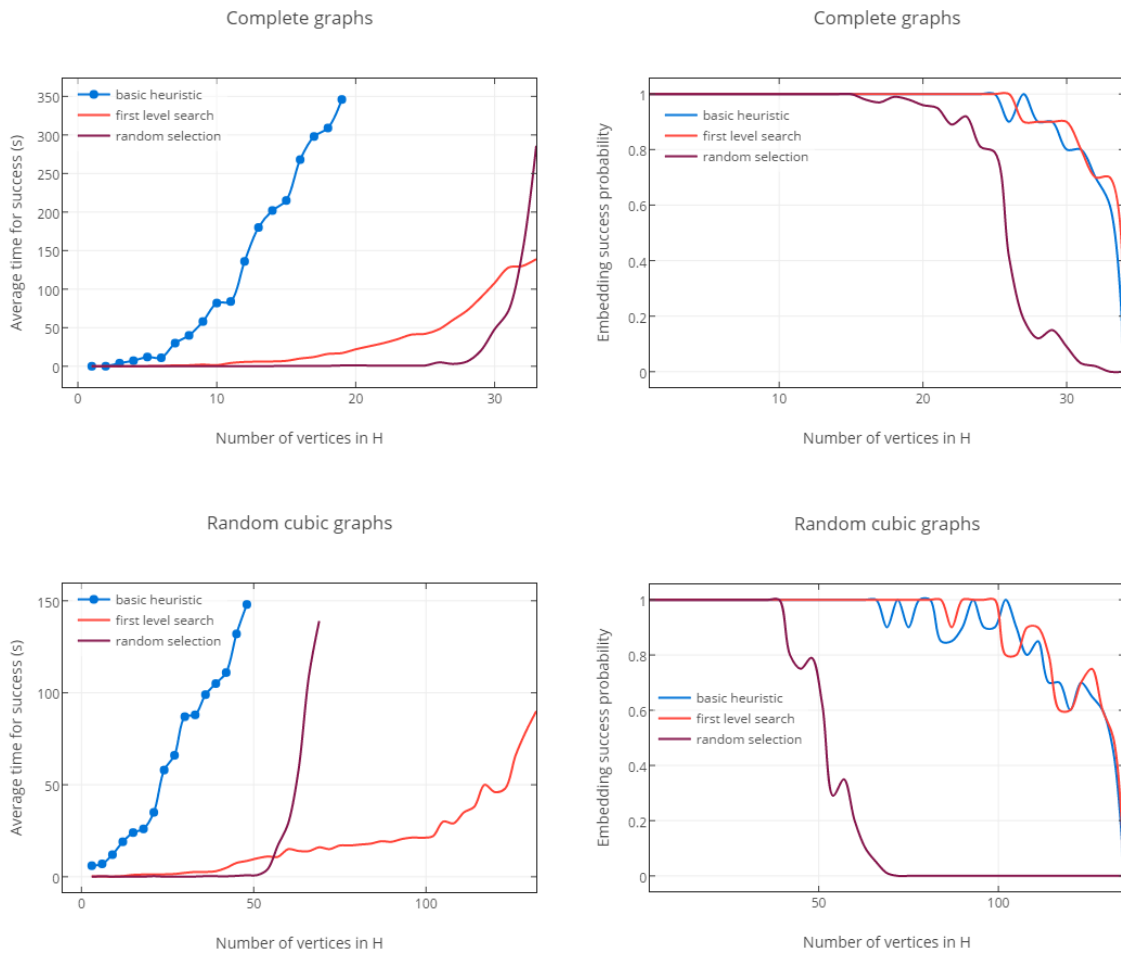 Complete graphs
Average time for success (s)
350
300
250
200
150
100
50
0
basic heuristic
first level search
random selection
0
10
20
30
Number of vertices in H
Complete graphs
Embedding success probability
1
0.8
0.6
0.4
0.2
0
basic heuristic
first level search
random selection
10
20
30
Number of vertices in H
Random cubic graphs
Average time for success (s)
150
100
50
0
basic heuristic
first level search
random selection
0
50
100
Number of vertices in H
Random cubic graphs
Embedding success probability
1
0.8
0.6
0.4
0.2
0
basic heuristic
first level search
random selection
50
100
Number of vertices in H